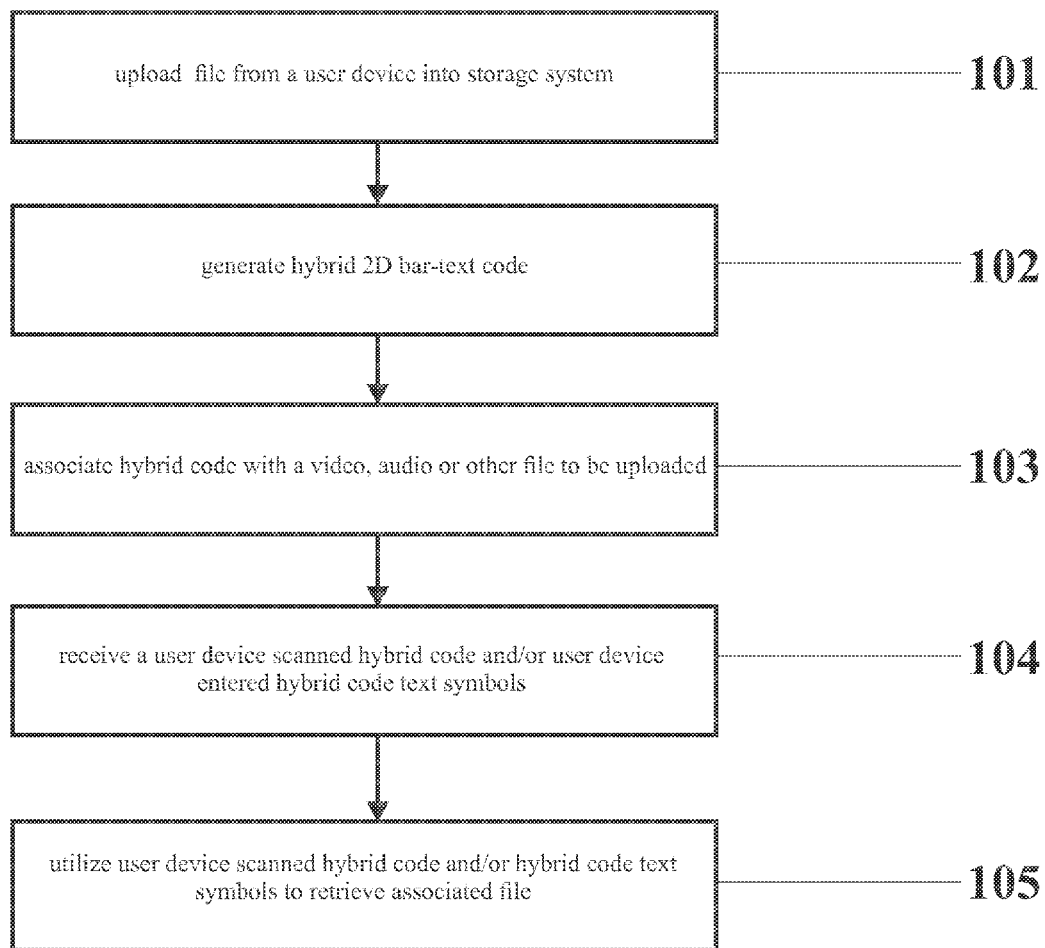 upload file from a user device into storage system
101
generate hybrid 2D bar-text code
102
associate hybrid code with a video, audio or other file to be uploaded
103
receive a user device scanned hybrid code and/or user device
entered hybrid code text symbols
104
utilize user device scanned hybrid code and/or hybrid code text
symbols to retrieve associated file
105